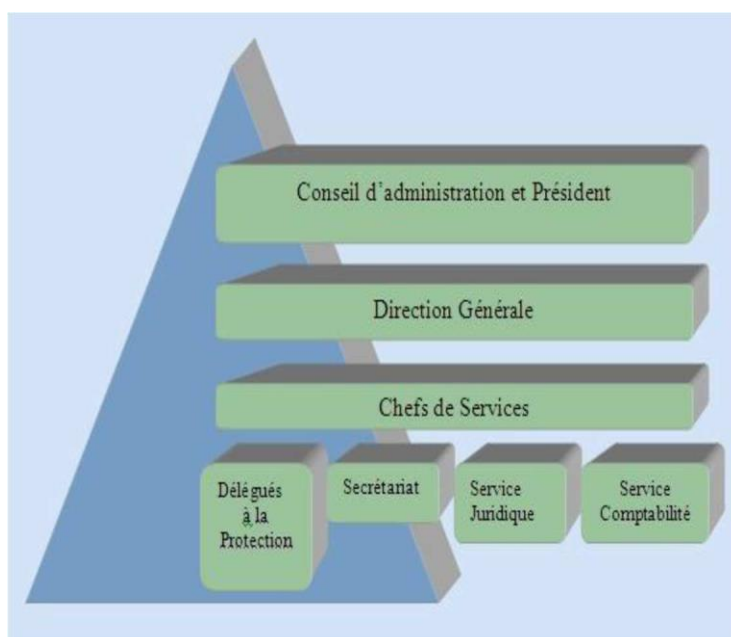 Conseil d'administration et Président
Direction Générale
Chefs de Services
Délégués
à la
Protection
Secrétariat
Service
Juridique
Service
Comptabilité